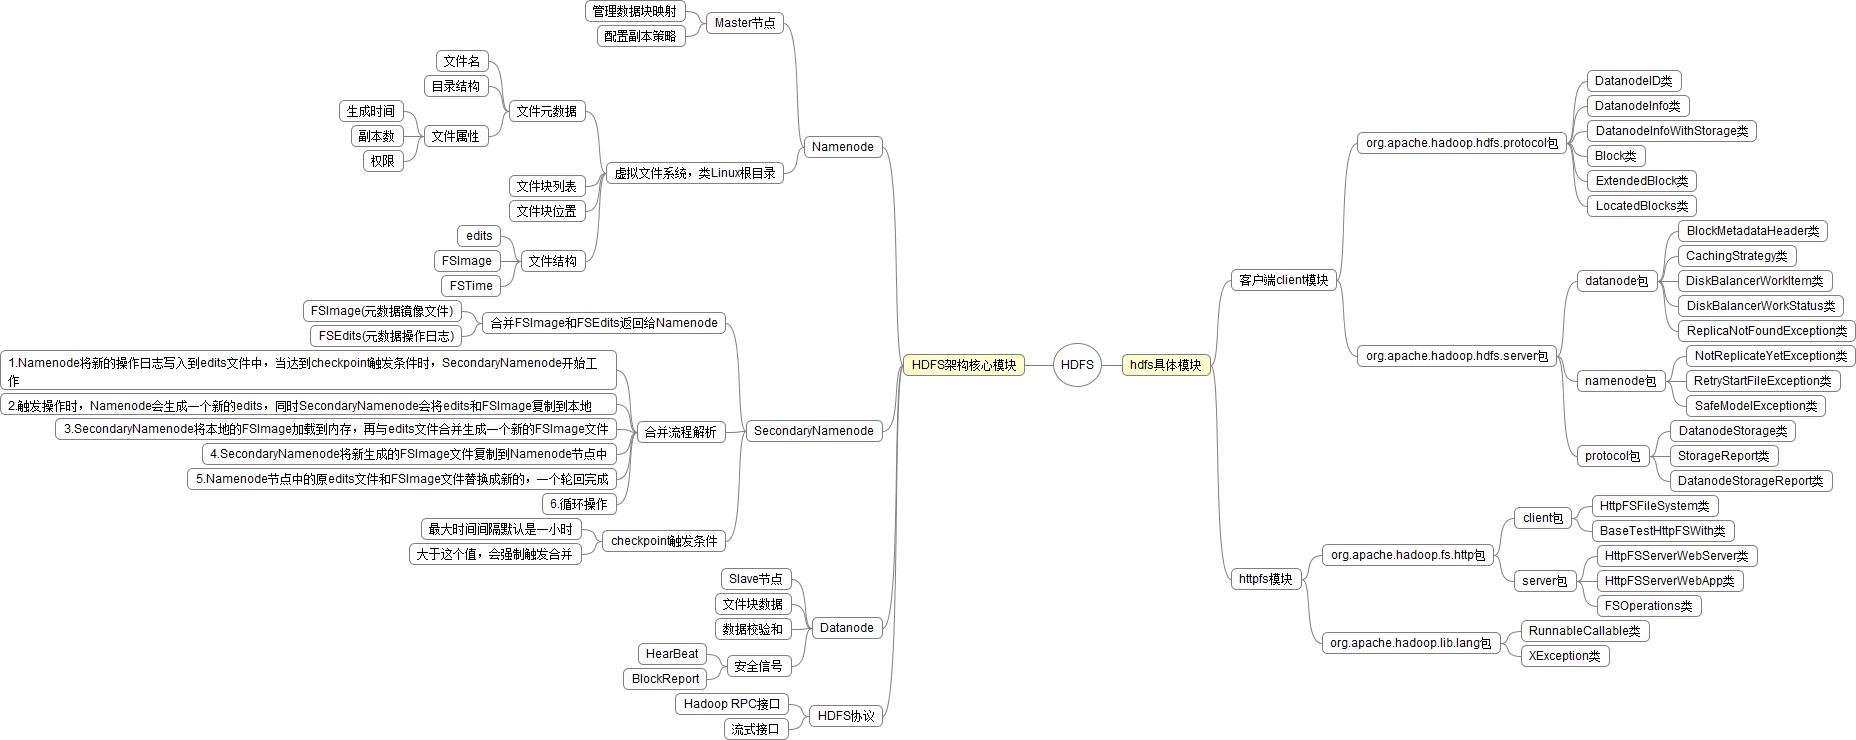 HDFS
HDFS架构核心模块
Namenode
Master节点
管理数据块映射
配置副本策略
虚拟文件系统，类Linux根目录
文件元数据
文件名
目录结构
文件属性
生成时间
副本数
权限
文件块列表
文件块位置
文件结构
edits
FSImage
FSTime
SecondaryNamenode
合并FSImage和FSEdits返回给Namenode
FSImage(元数据镜像文件)
FSEdits(元数据操作日志)
合并流程解析
1.Namenode将新的操作日志写入到edits文件中，当达到checkpoint触发条件时，SecondaryNamenode开始工
作
2.触发操作时，Namenode会生成一个新的edits，同时SecondaryNamenode会将edits和FSImage复制到本地
3.SecondaryNamenode将本地的FSImage加载到内存，再与edits文件合并生成一个新的FSImage文件
4.SecondaryNamenode将新生成的FSImage文件复制到Namenode节点中
5.Namenode节点中的原edits文件和FSImage文件替换成新的，一个轮回完成
6.循环操作
checkpoint触发条件
最大时间间隔默认是一小时
大于这个值，会强制触发合并
Datanode
Slave节点
文件块数据
数据校验和
安全信号
HearBeat
BlockReport
HDFS协议
Hadoop RPC接口
流式接口
hdfs具体模块
客户端client模块
org.apache.hadoop.hdfs.protocol包
DatanodeID类
DatanodeInfo类
DatanodeInfoWithStorage类
Block类
ExtendedBlock类
LocatedBlocks类
org.apache.hadoop.hdfs.server包
datanode包
BlockMetadataHeader类
CachingStrategy类
DiskBalancerWorkItem类
DiskBalancerWorkStatus类
ReplicaNotFoundException类
namenode包
NotReplicateYetException类
RetryStartFileException类
SafeModelException类
protocol包
DatanodeStorage类
StorageReport类
DatanodeStorageReport类
httpfs模块
org.apache.hadoop.fs.http包
client包
HttpFSFileSystem类
BaseTestHttpFSWith类
server包
HttpFSServerWebServer类
HttpFSServerWebApp类
FSOperations类
org.apache.hadoop.lib.lang包
RunnableCallable类
XException类